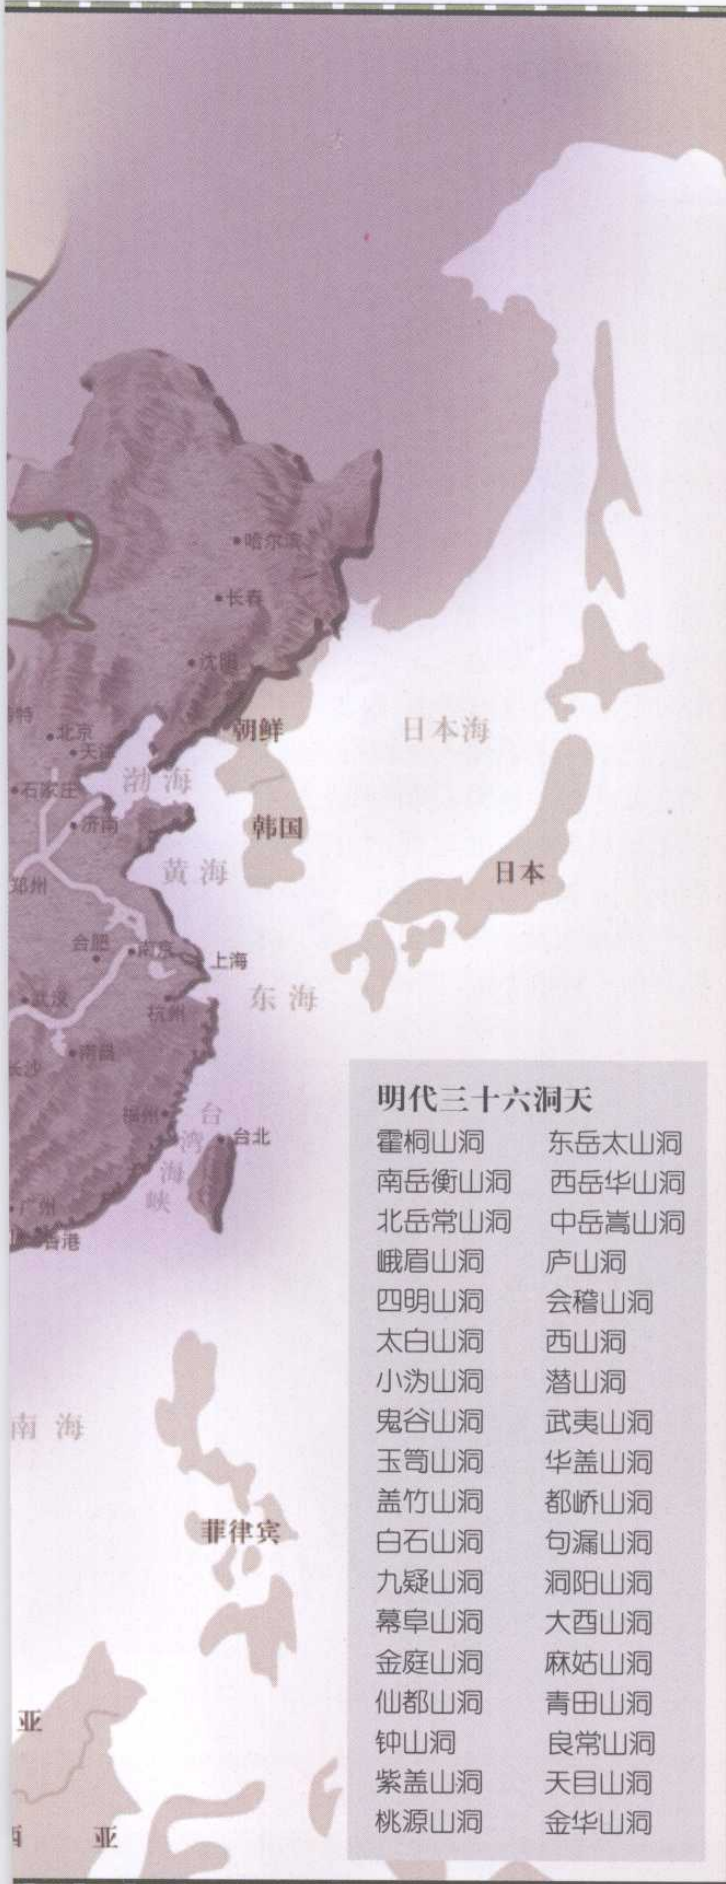 哈尔滨
长春
沈阳
朝鲜
日本海
北京
天津
渤海
石家庄
韩国
济南
黄海
日本
郑州
合肥
南京
上海
东海
武汉
杭州
南昌
长沙
福州
台湾海峡
台北
广州
香港
南海
菲律宾
亚
亚
明代三十六洞天
霍桐山洞 东岳太山洞
南岳衡山洞 西岳华山洞
北岳常山洞 中岳嵩山洞
峨眉山洞 庐山洞
四明山洞 会稽山洞
太白山洞 西山洞
小沩山洞 潜山洞
鬼谷山洞 武夷山洞
玉笥山洞 华盖山洞
盖竹山洞 都峤山洞
白石山洞 句漏山洞
九疑山洞 洞阳山洞
幕阜山洞 大酉山洞
金庭山洞 麻姑山洞
仙都山洞 青田山洞
钟山洞 良常山洞
紫盖山洞 天目山洞
桃源山洞 金华山洞